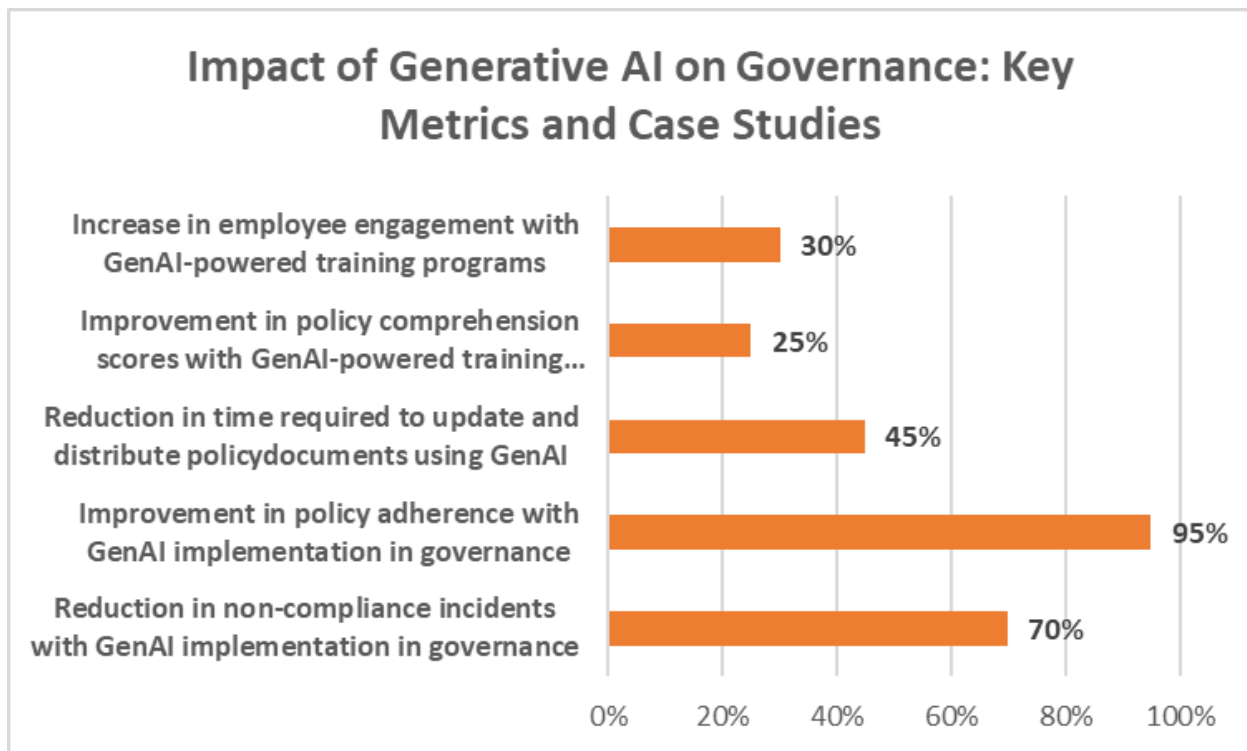 Impact of Generative AI on Governance: Key
Metrics and Case Studies
Increase in employee engagement with
GenAI-powered training programs
30%
Improvement in policy comprehension
scores with GenAI-powered training...
25%
Reduction in time required to update and
distribute policydocuments using GenAI
45%
Improvement in policy adherence with
GenAI implementation in governance
95%
Reduction in non-compliance incidents
with GenAI implementation in governance
70%
0% 20% 40% 60% 80% 100%